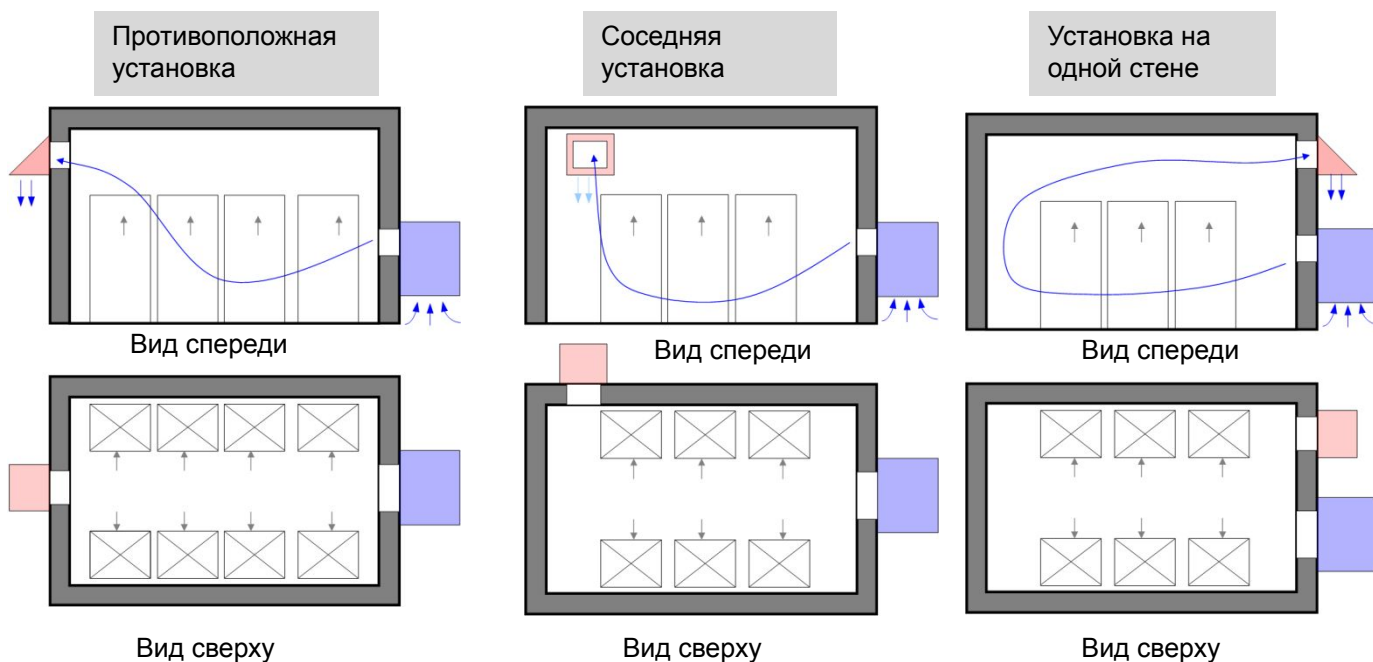 Противоположная
установка
Соседняя
установка
Установка на
одной стене
Вид спереди
Вид спереди
Вид спереди
Вид сверху
Вид сверху
Вид сверху